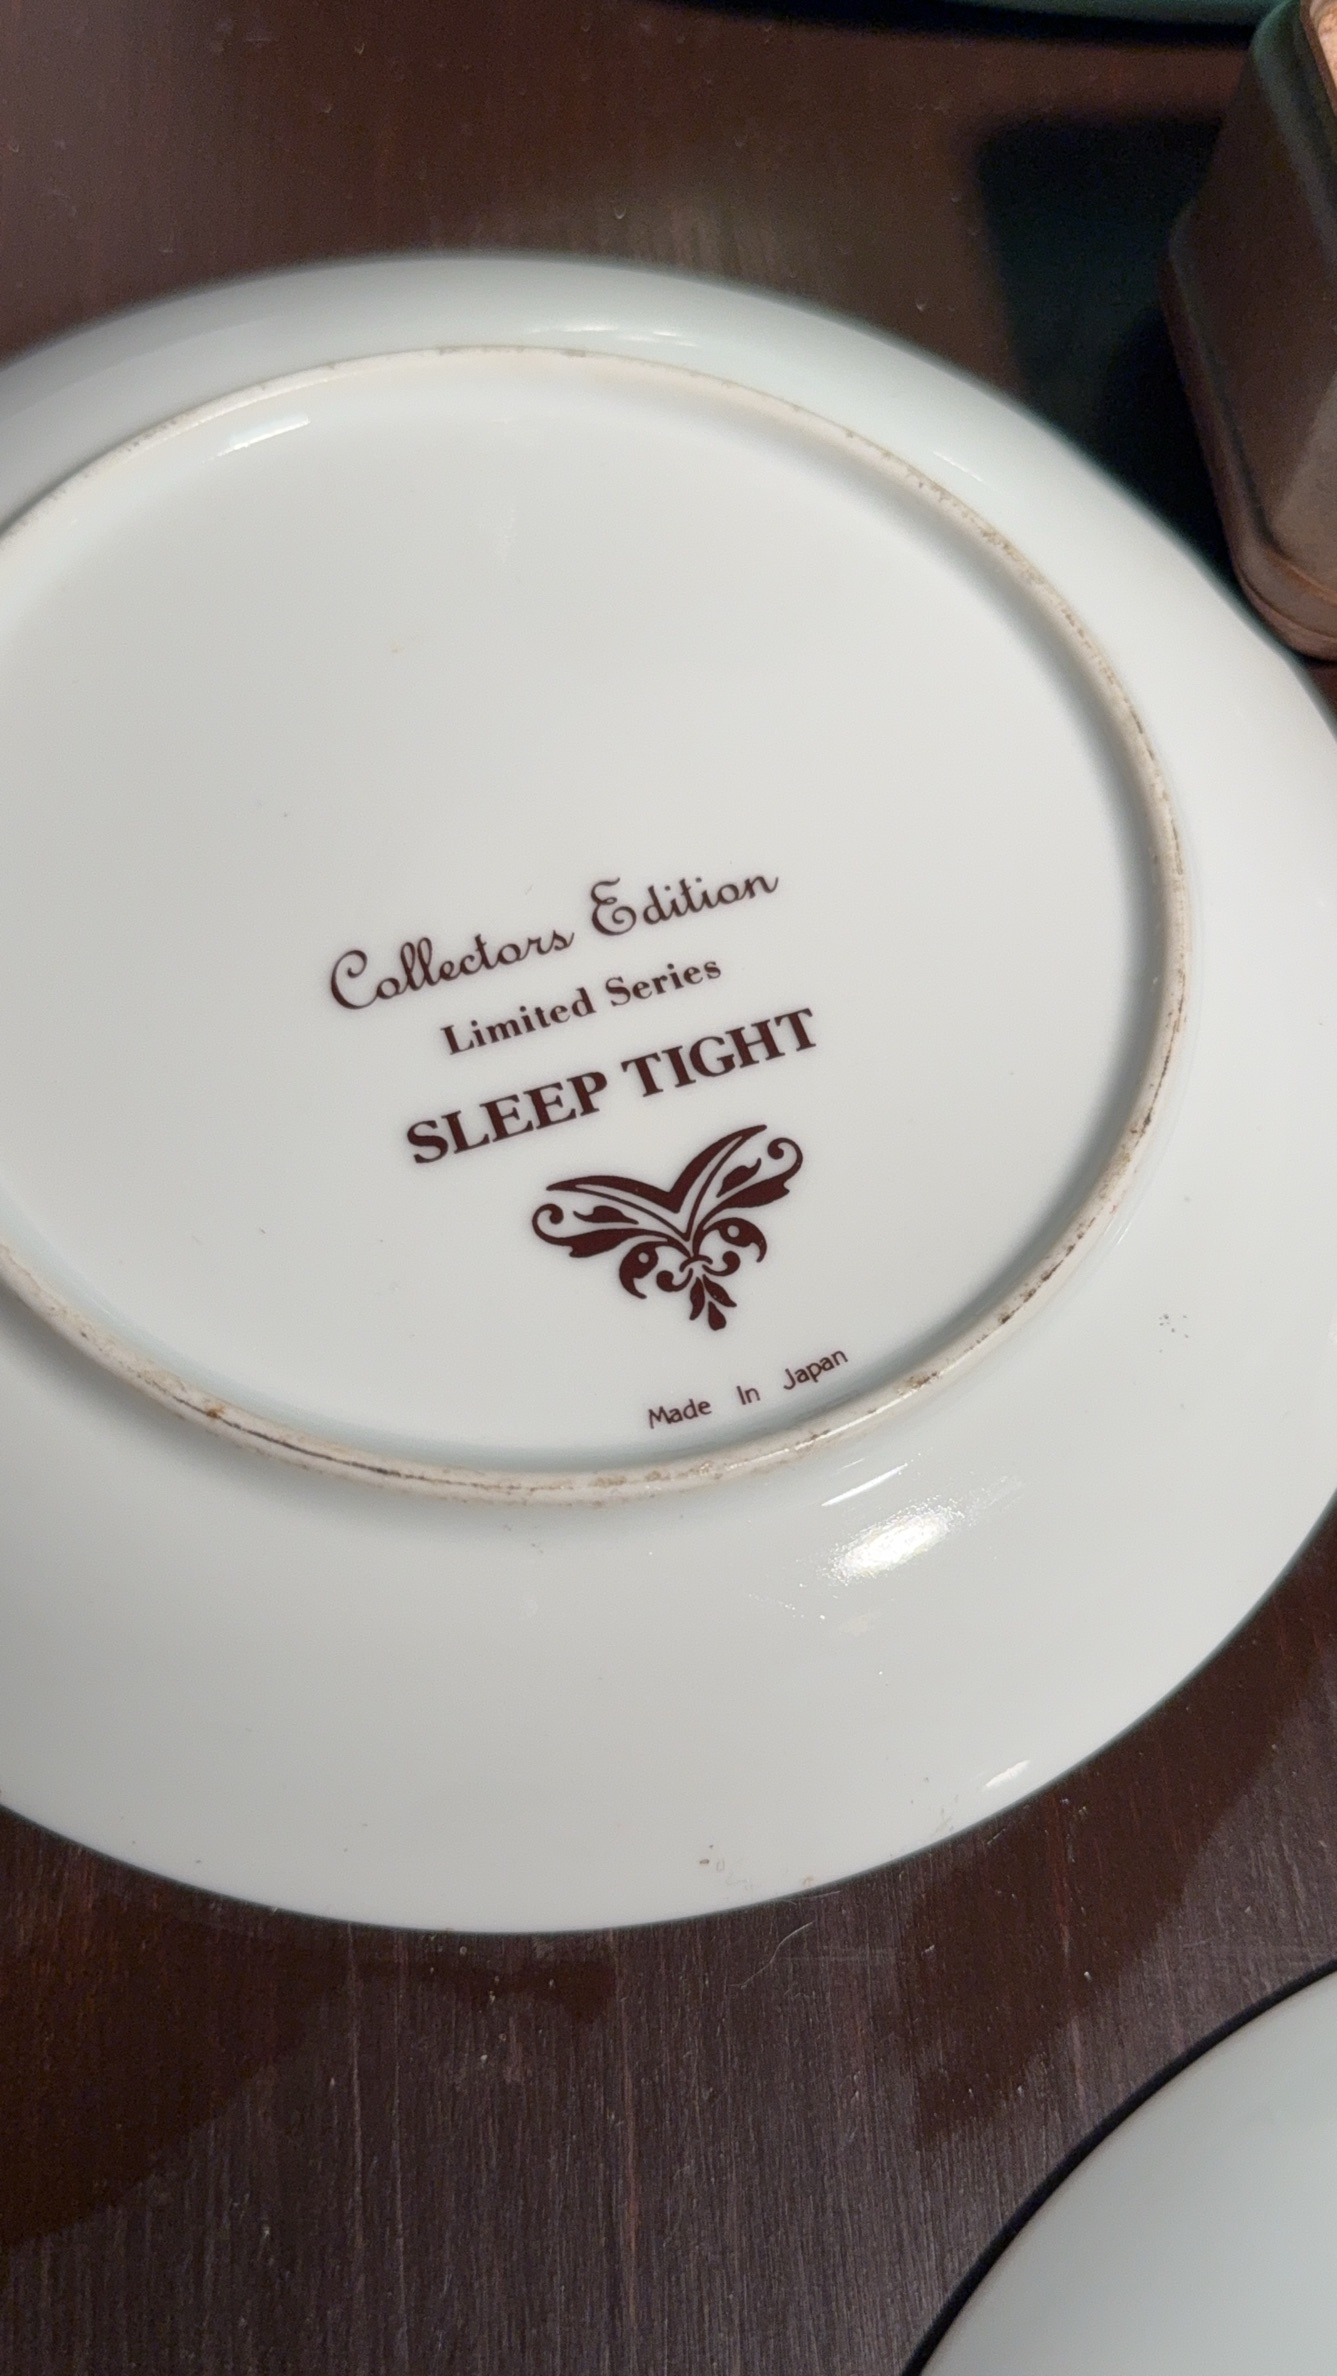 Collectors Edition
Limited Series
SLEEP TIGHT
Made In Japan